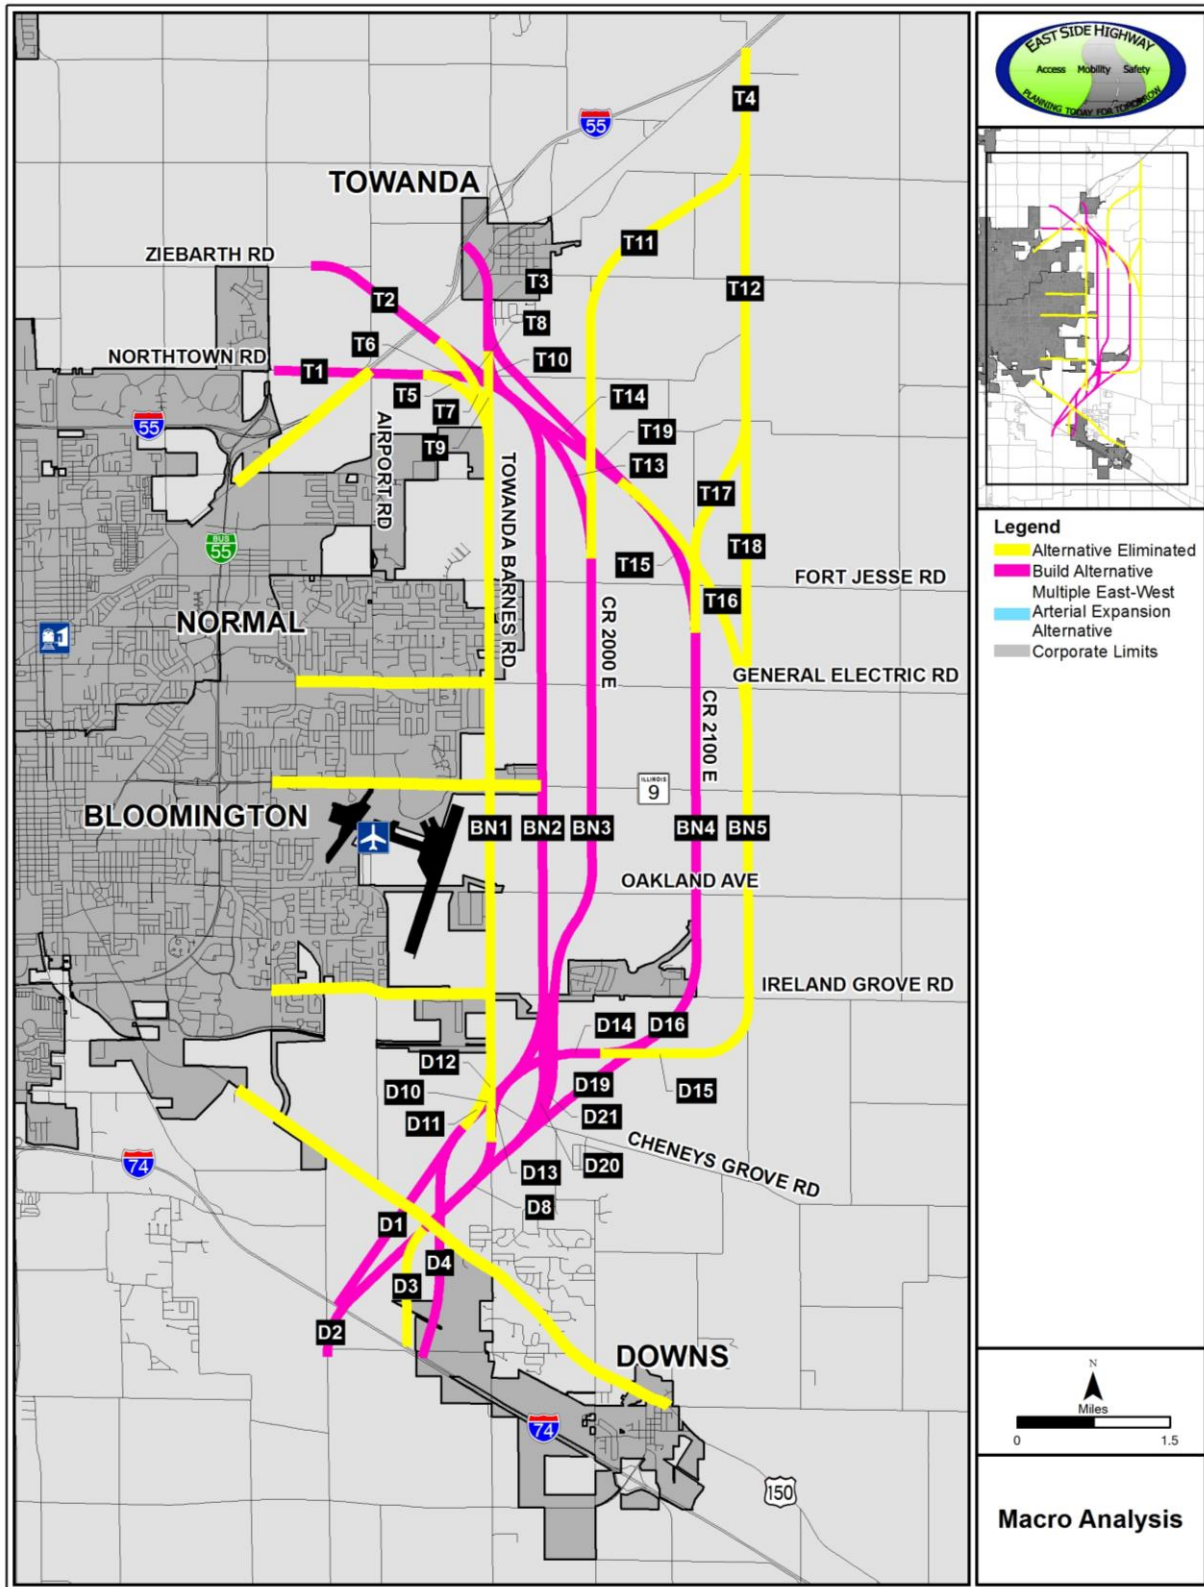 TOWANDA
ZIEBARTH RD
NORTHTOWN RD
55
55
BUS
55
NORMAL
BLOOMINGTON
AIRPORT RD
TOWANDA BARNES RD
CR 2000 E
CR 2100 E
FORT JESSE RD
GENERAL ELECTRIC RD
ILLINOIS
9
OAKLAND AVE
IRELAND GROVE RD
CHENEYS GROVE RD
74
DOWNS
74
150
T4
T11
T12
T3
T2
T8
T6
T10
T1
T5
T7
T9
T14
T19
T13
T17
T18
T15
T16
BN1
BN2
BN3
BN4
BN5
D14
D16
D12
D10
D11
D19
D15
D21
D20
D13
D8
D1
D4
D3
D2
EAST SIDE HIGHWAY
Access Mobility Safety
PLANNING TODAY FOR TOMORROW
Legend
Alternative Eliminated
Build Alternative
Multiple East-West
Arterial Expansion
Alternative
Corporate Limits
N
Miles
0 1.5
Macro Analysis